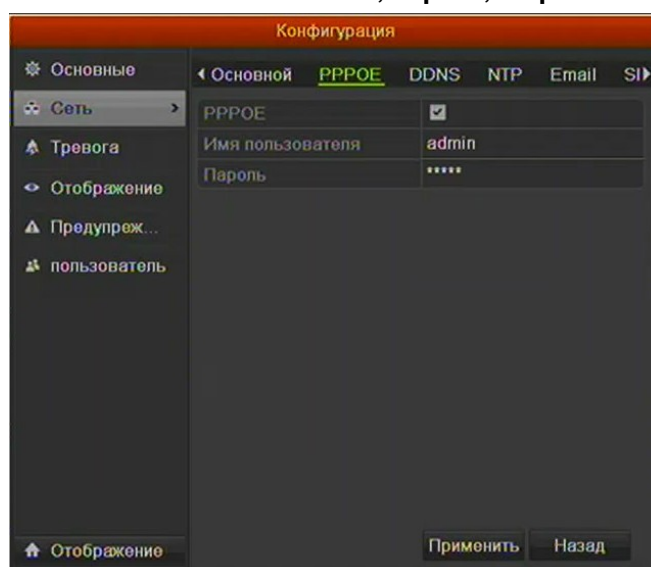 Конфигурация
Основные
Сеть
Тревога
Отображение
Предупреж...
пользователь
Отображение
Основной PPPOE DDNS NTP Email
PPPOE
Имя пользователя admin
Пароль *****
Применить Назад